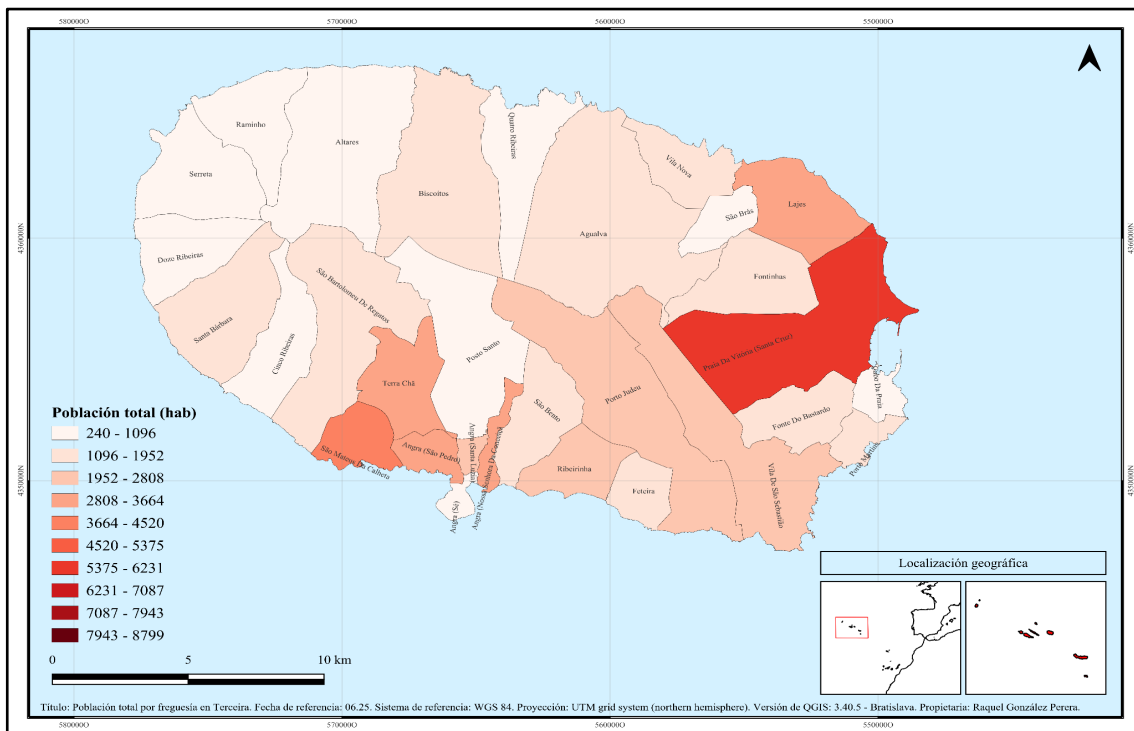 580000O 570000O 560000O 550000O
Raminho
Altares
Quatro Ribeiras
Serreta
Biscoitos
Vila Nova
São Brás
Lajes
Agualva
4360000N 4360000N
Doze Ribeiras
São Bartolomeu De Regatos
Fontinhas
Santa Bárbara
Cinco Ribeiras
Posto Santo
Praia Da Vitória (Santa Cruz)
Terra Chã
Porto Judeu
São Bento
Cabo Da Praia
Fonte Do Bastardo
Porto Martins
São Mateus Da Calheta
Angra (São Pedro)
Angra (Santa Luzia)
Angra (Nossa Senhora Da Conceição)
Angra (Sé)
Ribeirinha
Feteira
Vila De São Sebastião
4350000N 4350000N
Población total (hab)
240 - 1096
1096 - 1952
1952 - 2808
2808 - 3664
3664 - 4520
4520 - 5375
5375 - 6231
6231 - 7087
7087 - 7943
7943 - 8799
0 5 10 km
Localización geográfica
Título: Población total por freguesía en Terceira. Fecha de referencia: 06.25. Sistema de referencia: WGS 84. Proyección: UTM grid system (northern hemisphere). Versión de QGIS: 3.40.5 - Bratislava. Propietaria: Raquel González Perera.
580000O 570000O 560000O 550000O